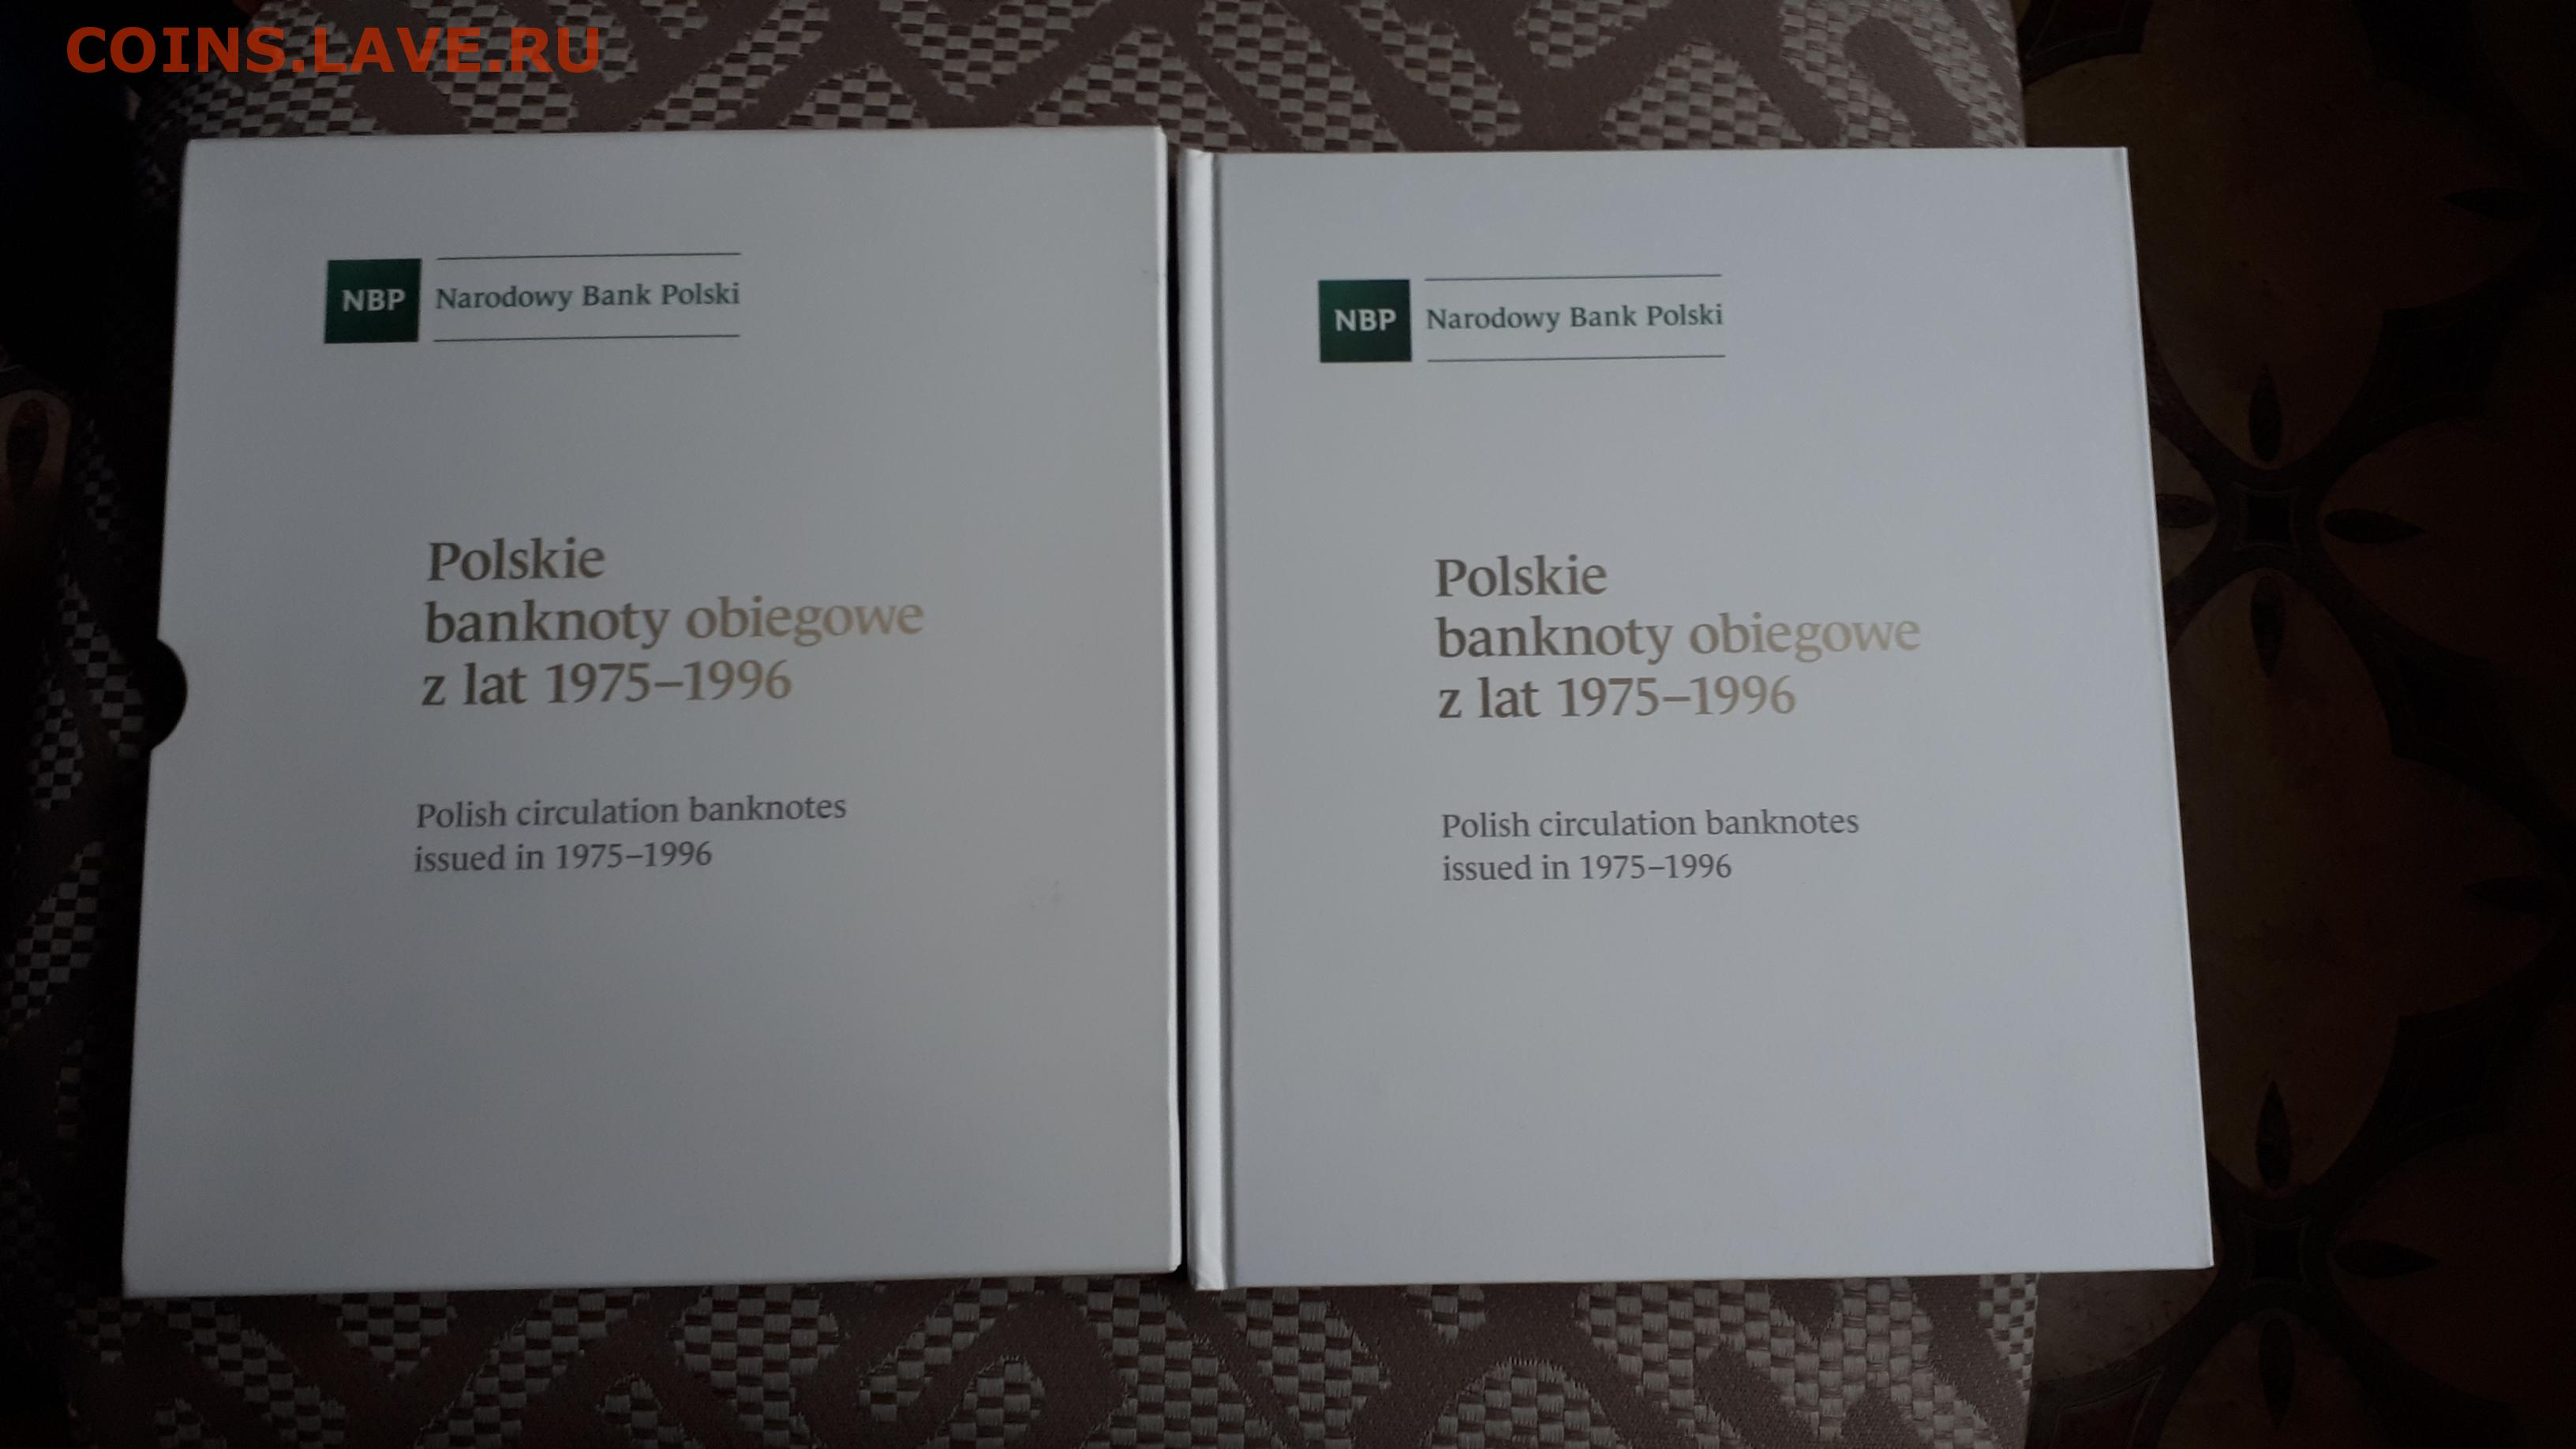 COINS.LAVE.RU
NBP Narodowy Bank Polski
Polskie
banknoty obiegowe
z lat 1975–1996
Polish circulation banknotes
issued in 1975–1996
NBP Narodowy Bank Polski
Polskie
banknoty obiegowe
z lat 1975–1996
Polish circulation banknotes
issued in 1975–1996